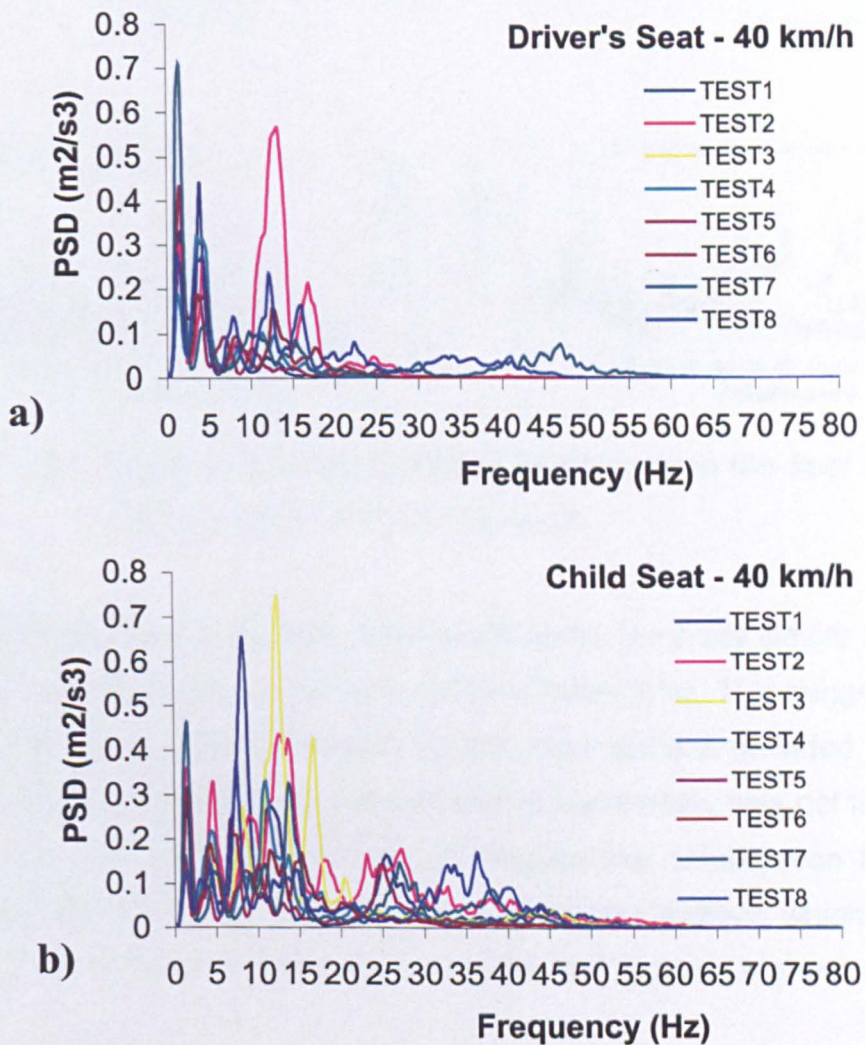 Driver's Seat - 40 km/h
PSD (m2/s3)
0.8
0.7
0.6
0.5
0.4
0.3
0.2
0.1
0
TEST1
TEST2
TEST3
TEST4
TEST5
TEST6
TEST7
TEST8
0 5 10 15 20 25 30 35 40 45 50 55 60 65 70 75 80
a)
Frequency (Hz)
Child Seat - 40 km/h
PSD (m2/s3)
0.8
0.7
0.6
0.5
0.4
0.3
0.2
0.1
0
TEST1
TEST2
TEST3
TEST4
TEST5
TEST6
TEST7
TEST8
0 5 10 15 20 25 30 35 40 45 50 55 60 65 70 75 80
b)
Frequency (Hz)